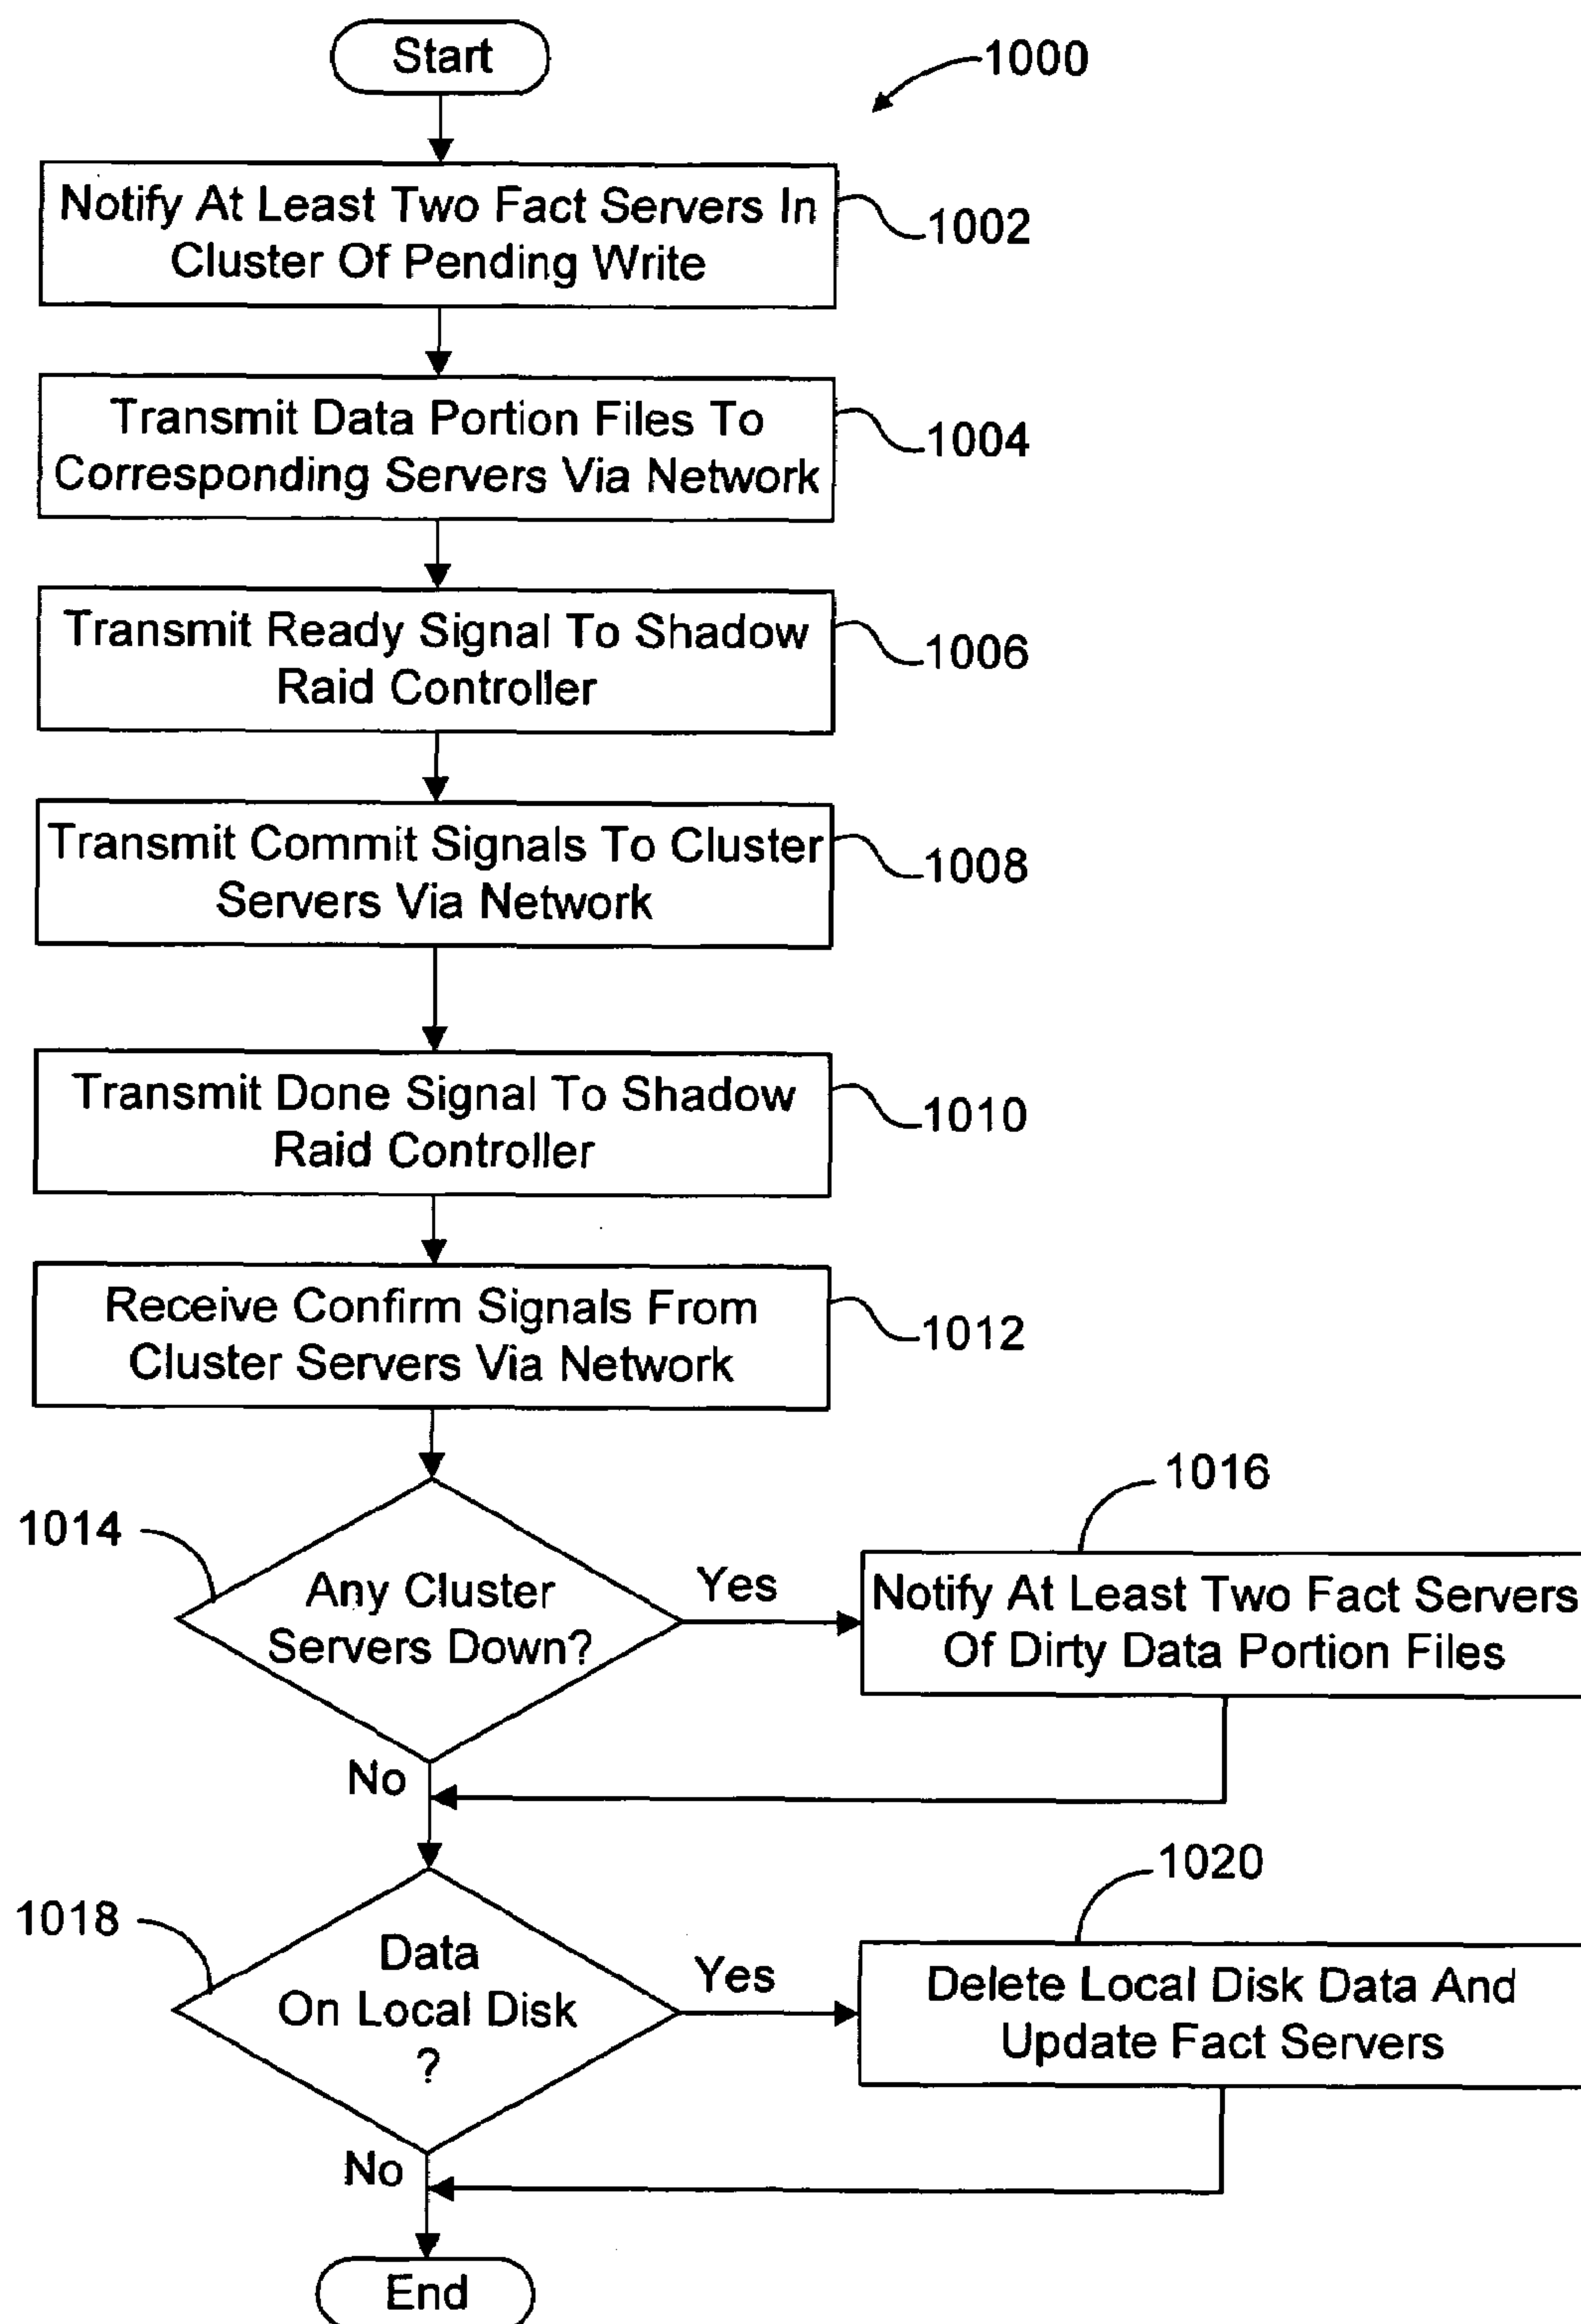 Start
1000
Notify At Least Two Fact Servers In
Cluster Of Pending Write
1002
Transmit Data Portion Files To
Corresponding Servers Via Network
1004
Transmit Ready Signal To Shadow
Raid Controller
1006
Transmit Commit Signals To Cluster
Servers Via Network
1008
Transmit Done Signal To Shadow
Raid Controller
1010
Receive Confirm Signals From
Cluster Servers Via Network
1012
1014
Any Cluster
Servers Down?
Yes
1016
Notify At Least Two Fact Servers
Of Dirty Data Portion Files
No
1018
Data
On Local Disk
?
Yes
1020
Delete Local Disk Data And
Update Fact Servers
No
End